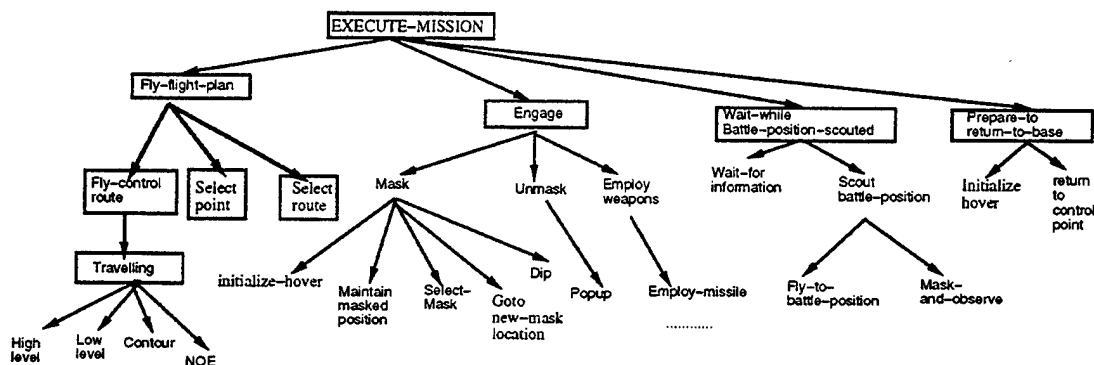 EXECUTE-MISSION
Fly-flight-plan
Engage
Wait-while
Battle-position-scouted
Prepare-to
return-to-base
Fly-control
route
Select
point
Select
route
Mask
Unmask
Employ
weapons
Wait-for
information
Scout
battle-position
Initialize
hover
return
to
control
point
Travelling
initialize-hover
Maintain
masked
position
Select-
Mask
Goto
new-mask
location
Dip
Popup
Employ-missile
............
Fly-to-
battle-position
Mask-
and-observe
High
level
Low
level
Contour
NOE